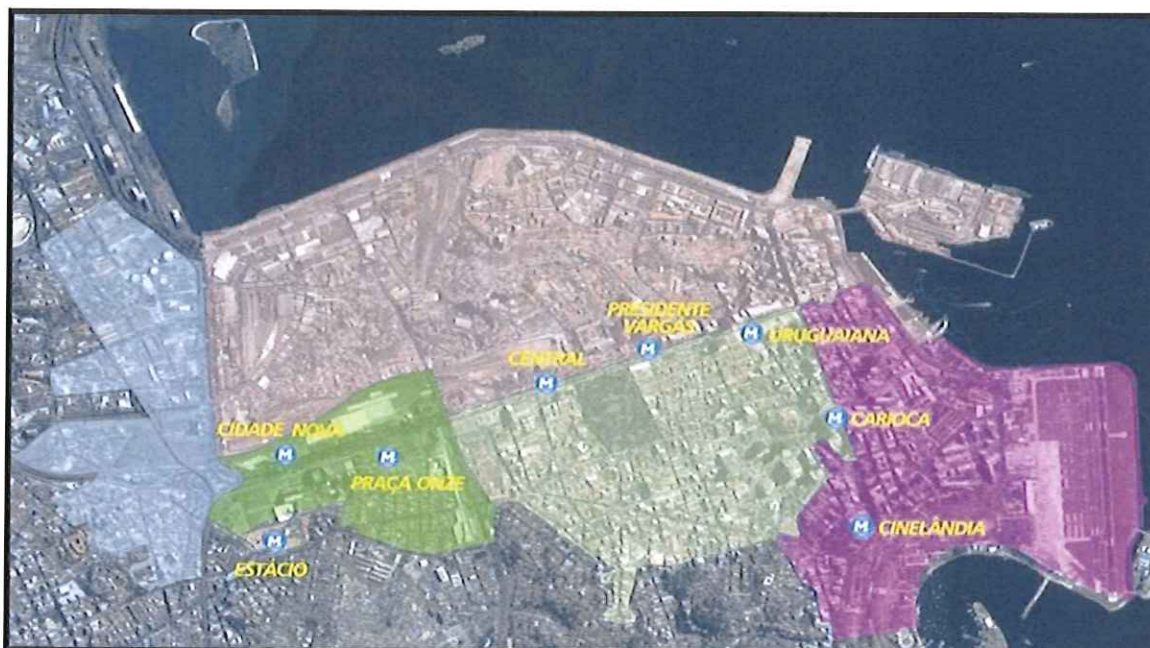 PRESIDENTE
VARGAS
M
URUGUAIANA
CENTRAL
M
M
M
CARIOCA
CIDADE NOVA
M
M
PRAÇA ONZE
M
CINELÂNDIA
M
ESTÁCIO